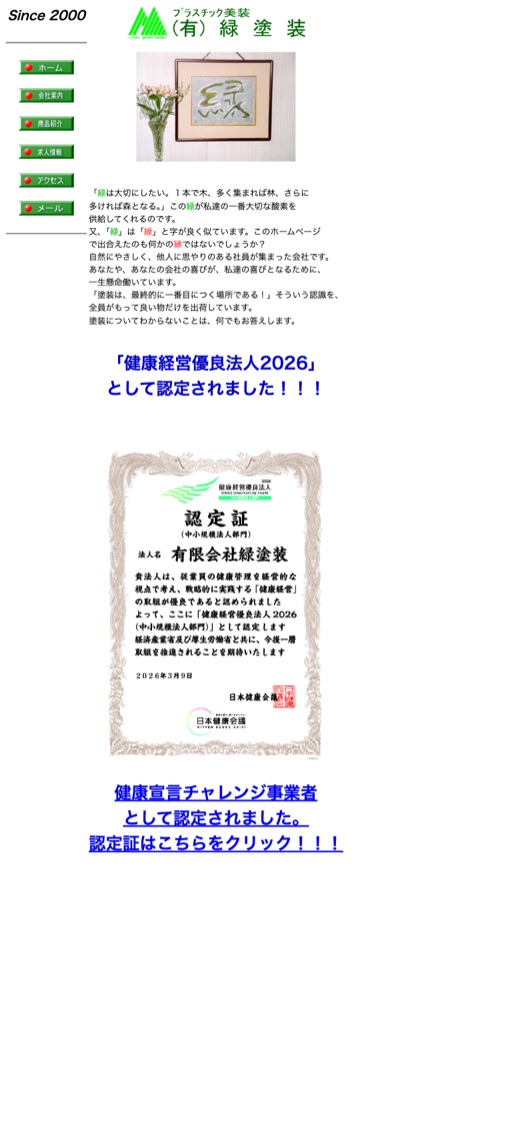 Since 2000
プラスチック美装
（有）緑塗装
ホーム
会社案内
商品紹介
求人情報
アクセス
メール
緑
「緑は大切にしたい。１本で木、多く集まれば林、さらに
多ければ森となる。」この緑が私達の一番大切な酸素を
供給してくれるのです。
又、「緑」は「縁」と字が良く似ています。このホームページ
で出合えたのも何かの縁ではないでしょうか？
自然にやさしく、他人に思やりのある社員が集まった会社です。
あなたや、あなたの会社の喜びが、私達の喜びとなるために、
一生懸命働いています。
「塗装は、最終的に一番目につく場所である！」そういう認識を、
全員がもって良い物だけを出荷しています。
塗装についてわからないことは、何でもお答えします。
「健康経営優良法人2026」
として認定されました！！！
2026
健康経営優良法人
認定証
（中小規模法人部門）
法人名 有限会社緑塗装
貴法人は、従業員の健康管理を経営的な
視点で考え、戦略的に実践する「健康経営」
の取組が優良であると認められました
よって、ここに「健康経営優良法人2026
（中小規模法人部門）」として認定します
経済産業省及び厚生労働省と共に、今後一層
取組を推進されることを期待いたします
2026年3月9日
日本健康会議
日本健康会議
NIPPON KENKO KAIGI
健康宣言チャレンジ事業者
として認定されました。
認定証はこちらをクリック！！！